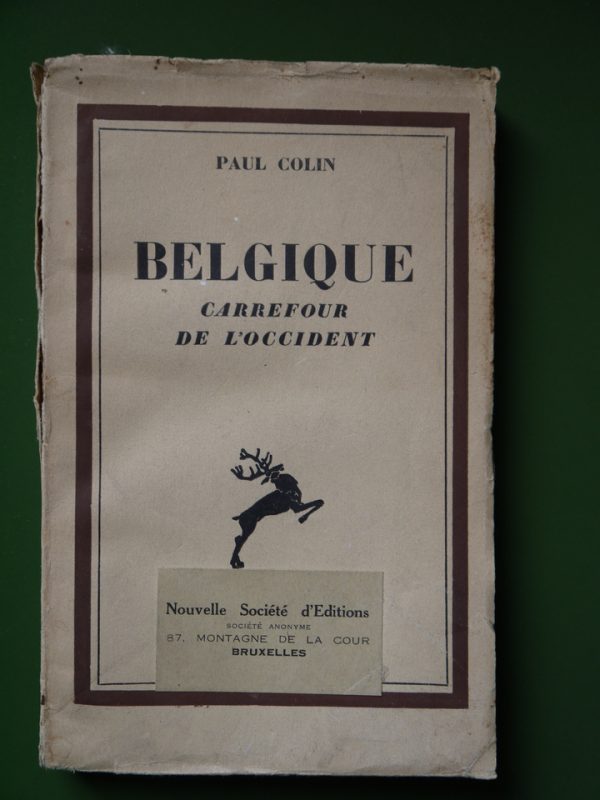 PAUL COLIN
BELGIQUE
CARREFOUR
DE L'OCCIDENT
Nouvelle Société d'Editions
SOCIÉTÉ ANONYME
87, MONTAGNE DE LA COUR
BRUXELLES